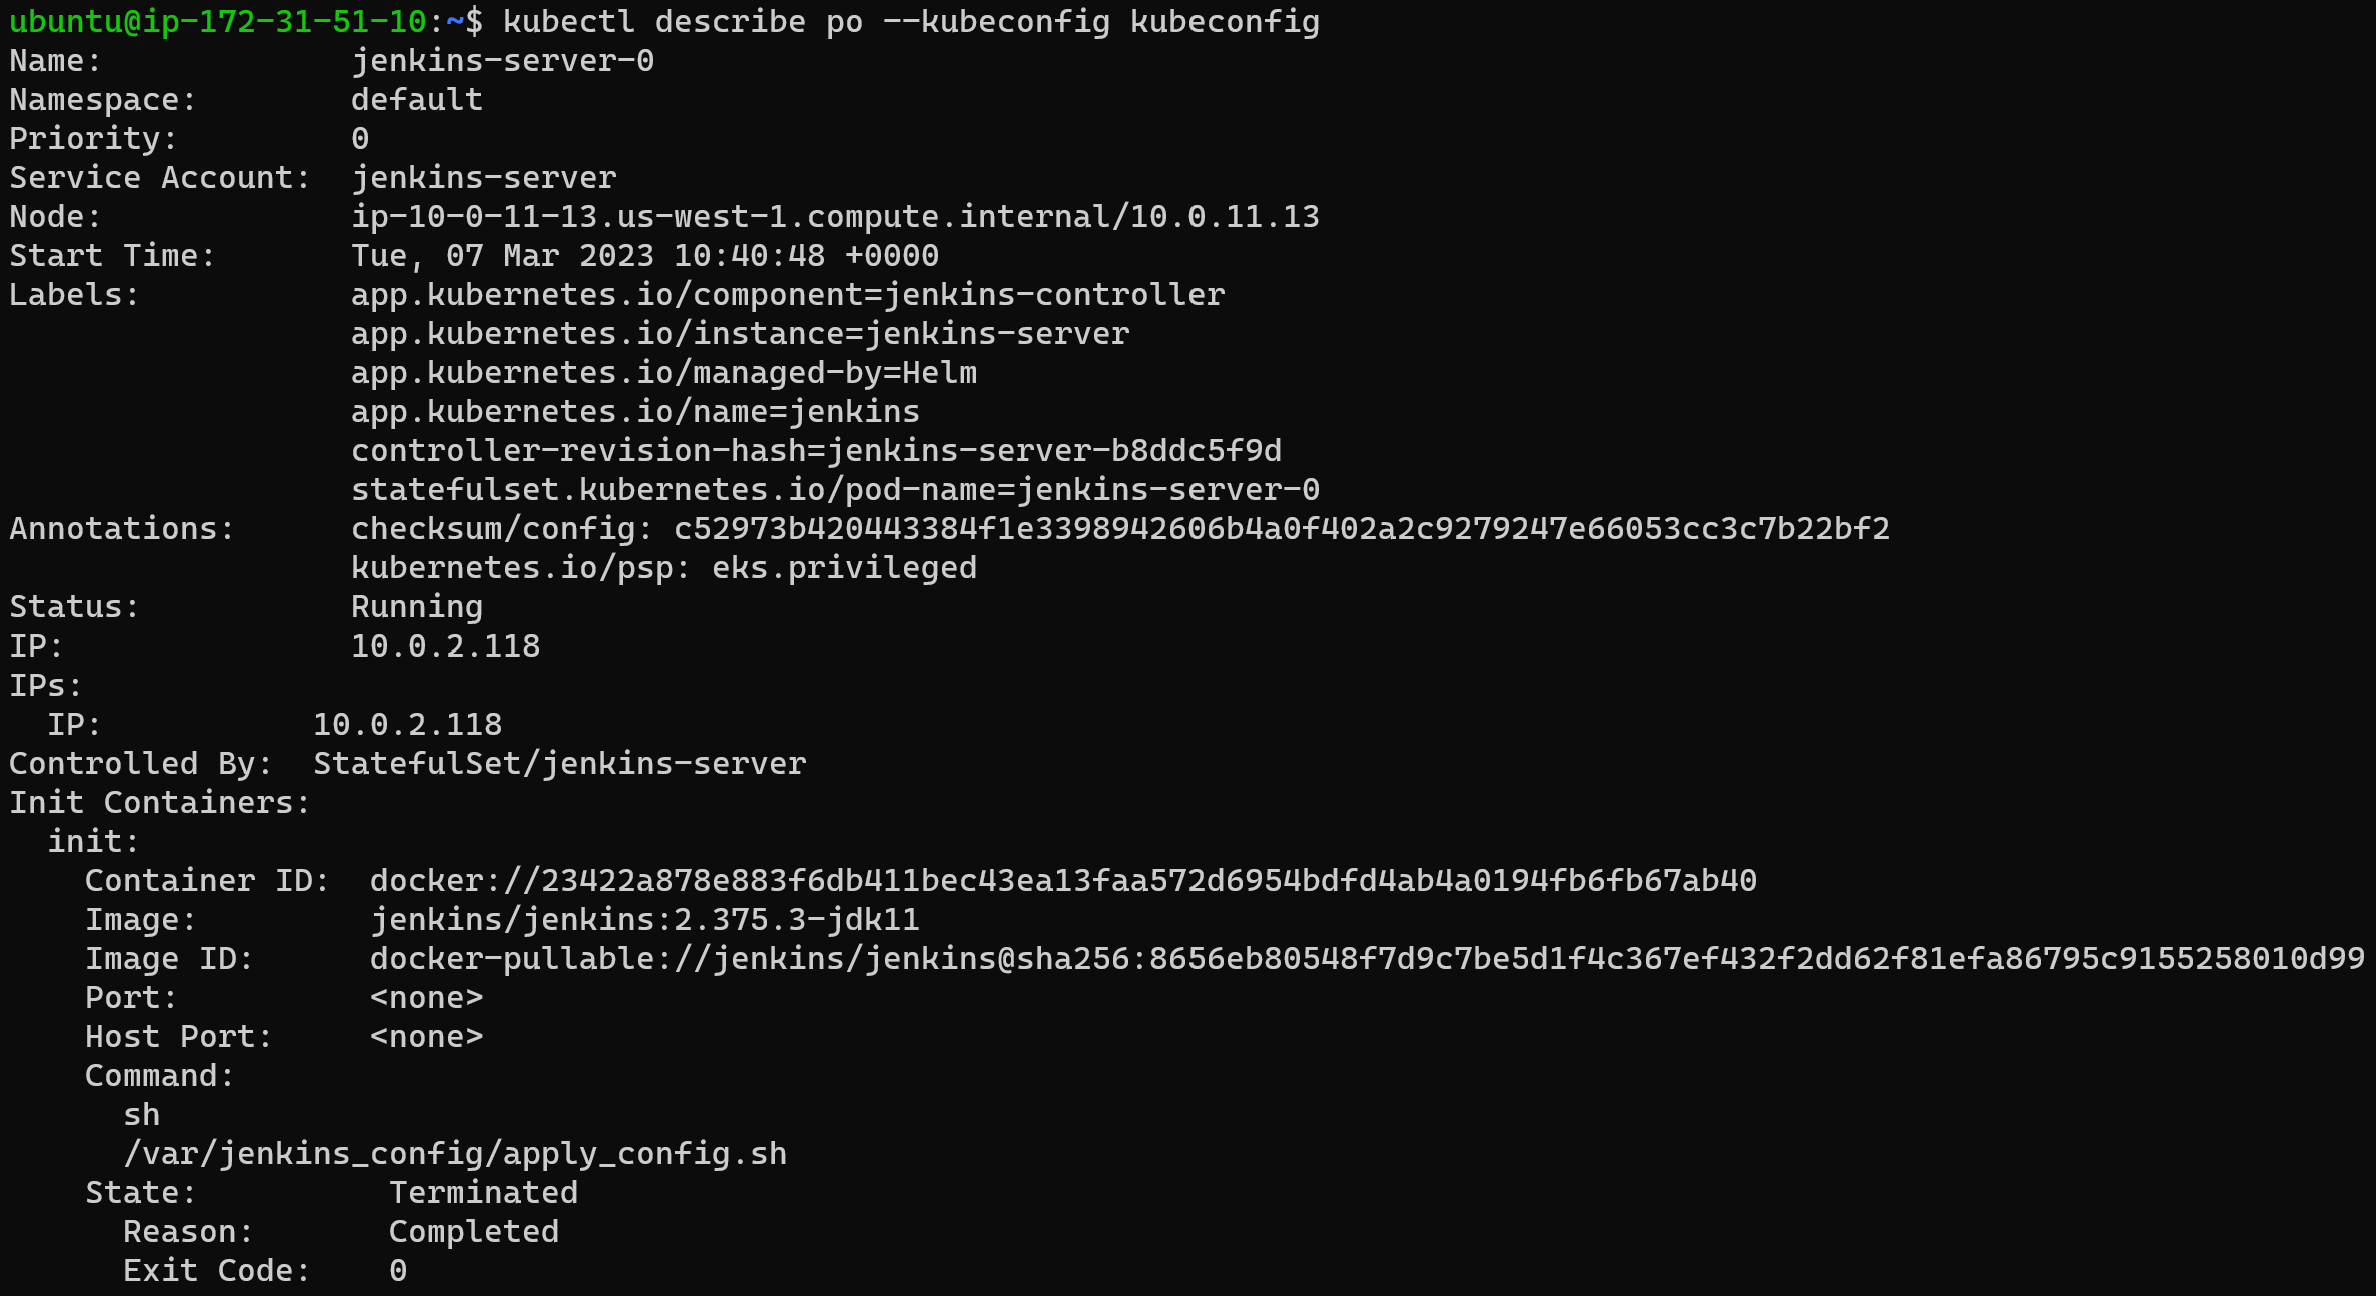 ubuntu@ip-172-31-51-10:~$ kubectl describe po --kubeconfig kubeconfig
Name:             jenkins-server-0
Namespace:        default
Priority:         0
Service Account:  jenkins-server
Node:             ip-10-0-11-13.us-west-1.compute.internal/10.0.11.13
Start Time:       Tue, 07 Mar 2023 10:40:48 +0000
Labels:           app.kubernetes.io/component=jenkins-controller
                  app.kubernetes.io/instance=jenkins-server
                  app.kubernetes.io/managed-by=Helm
                  app.kubernetes.io/name=jenkins
                  controller-revision-hash=jenkins-server-b8ddc5f9d
                  statefulset.kubernetes.io/pod-name=jenkins-server-0
Annotations:      checksum/config: c52973b420443384f1e3398942606b4a0f402a2c9279247e66053cc3c7b22bf2
                  kubernetes.io/psp: eks.privileged
Status:           Running
IP:               10.0.2.118
IPs:
  IP:           10.0.2.118
Controlled By:  StatefulSet/jenkins-server
Init Containers:
  init:
    Container ID:  docker://23422a878e883f6db411bec43ea13faa572d6954bdfd4ab4a0194fb6fb67ab40
    Image:         jenkins/jenkins:2.375.3-jdk11
    Image ID:      docker-pullable://jenkins/jenkins@sha256:8656eb80548f7d9c7be5d1f4c367ef432f2dd62f81efa86795c9155258010d99
    Port:          <none>
    Host Port:     <none>
    Command:
      sh
      /var/jenkins_config/apply_config.sh
    State:          Terminated
      Reason:       Completed
      Exit Code:    0